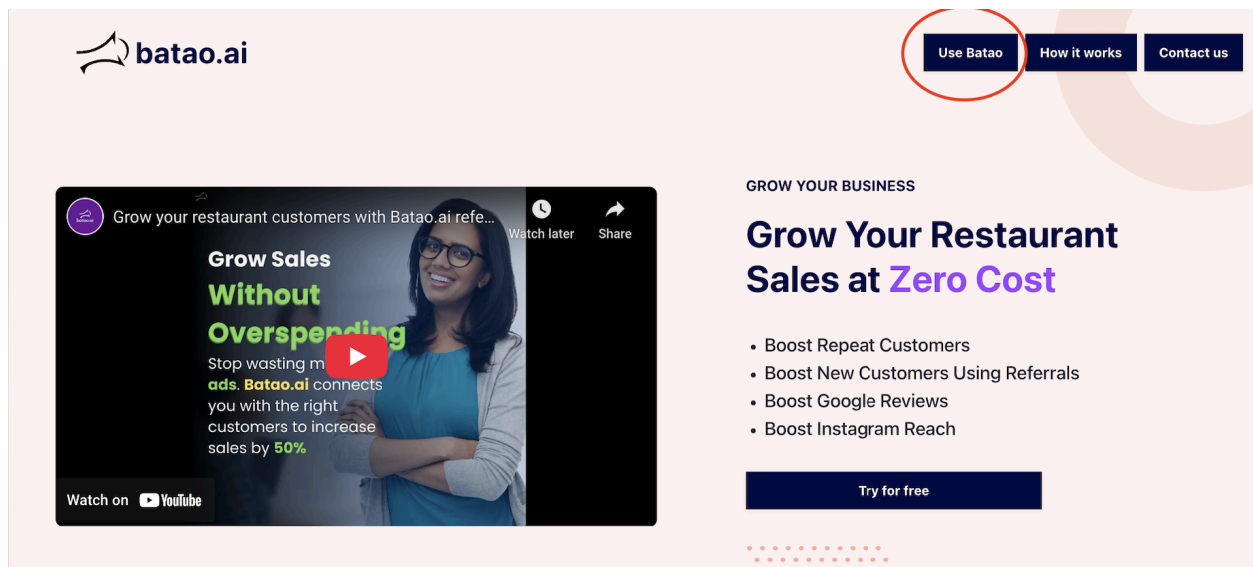 batao.ai
Use Batao
How it works
Contact us
Grow your restaurant customers with Batao.ai refe...
Watch later
Share
Grow Sales
Without
Overspending
Stop wasting m
ads. Batao.ai connects
you with the right
customers to increase
sales by 50%
Watch on YouTube
GROW YOUR BUSINESS
Grow Your Restaurant
Sales at Zero Cost
• Boost Repeat Customers
• Boost New Customers Using Referrals
• Boost Google Reviews
• Boost Instagram Reach
Try for free